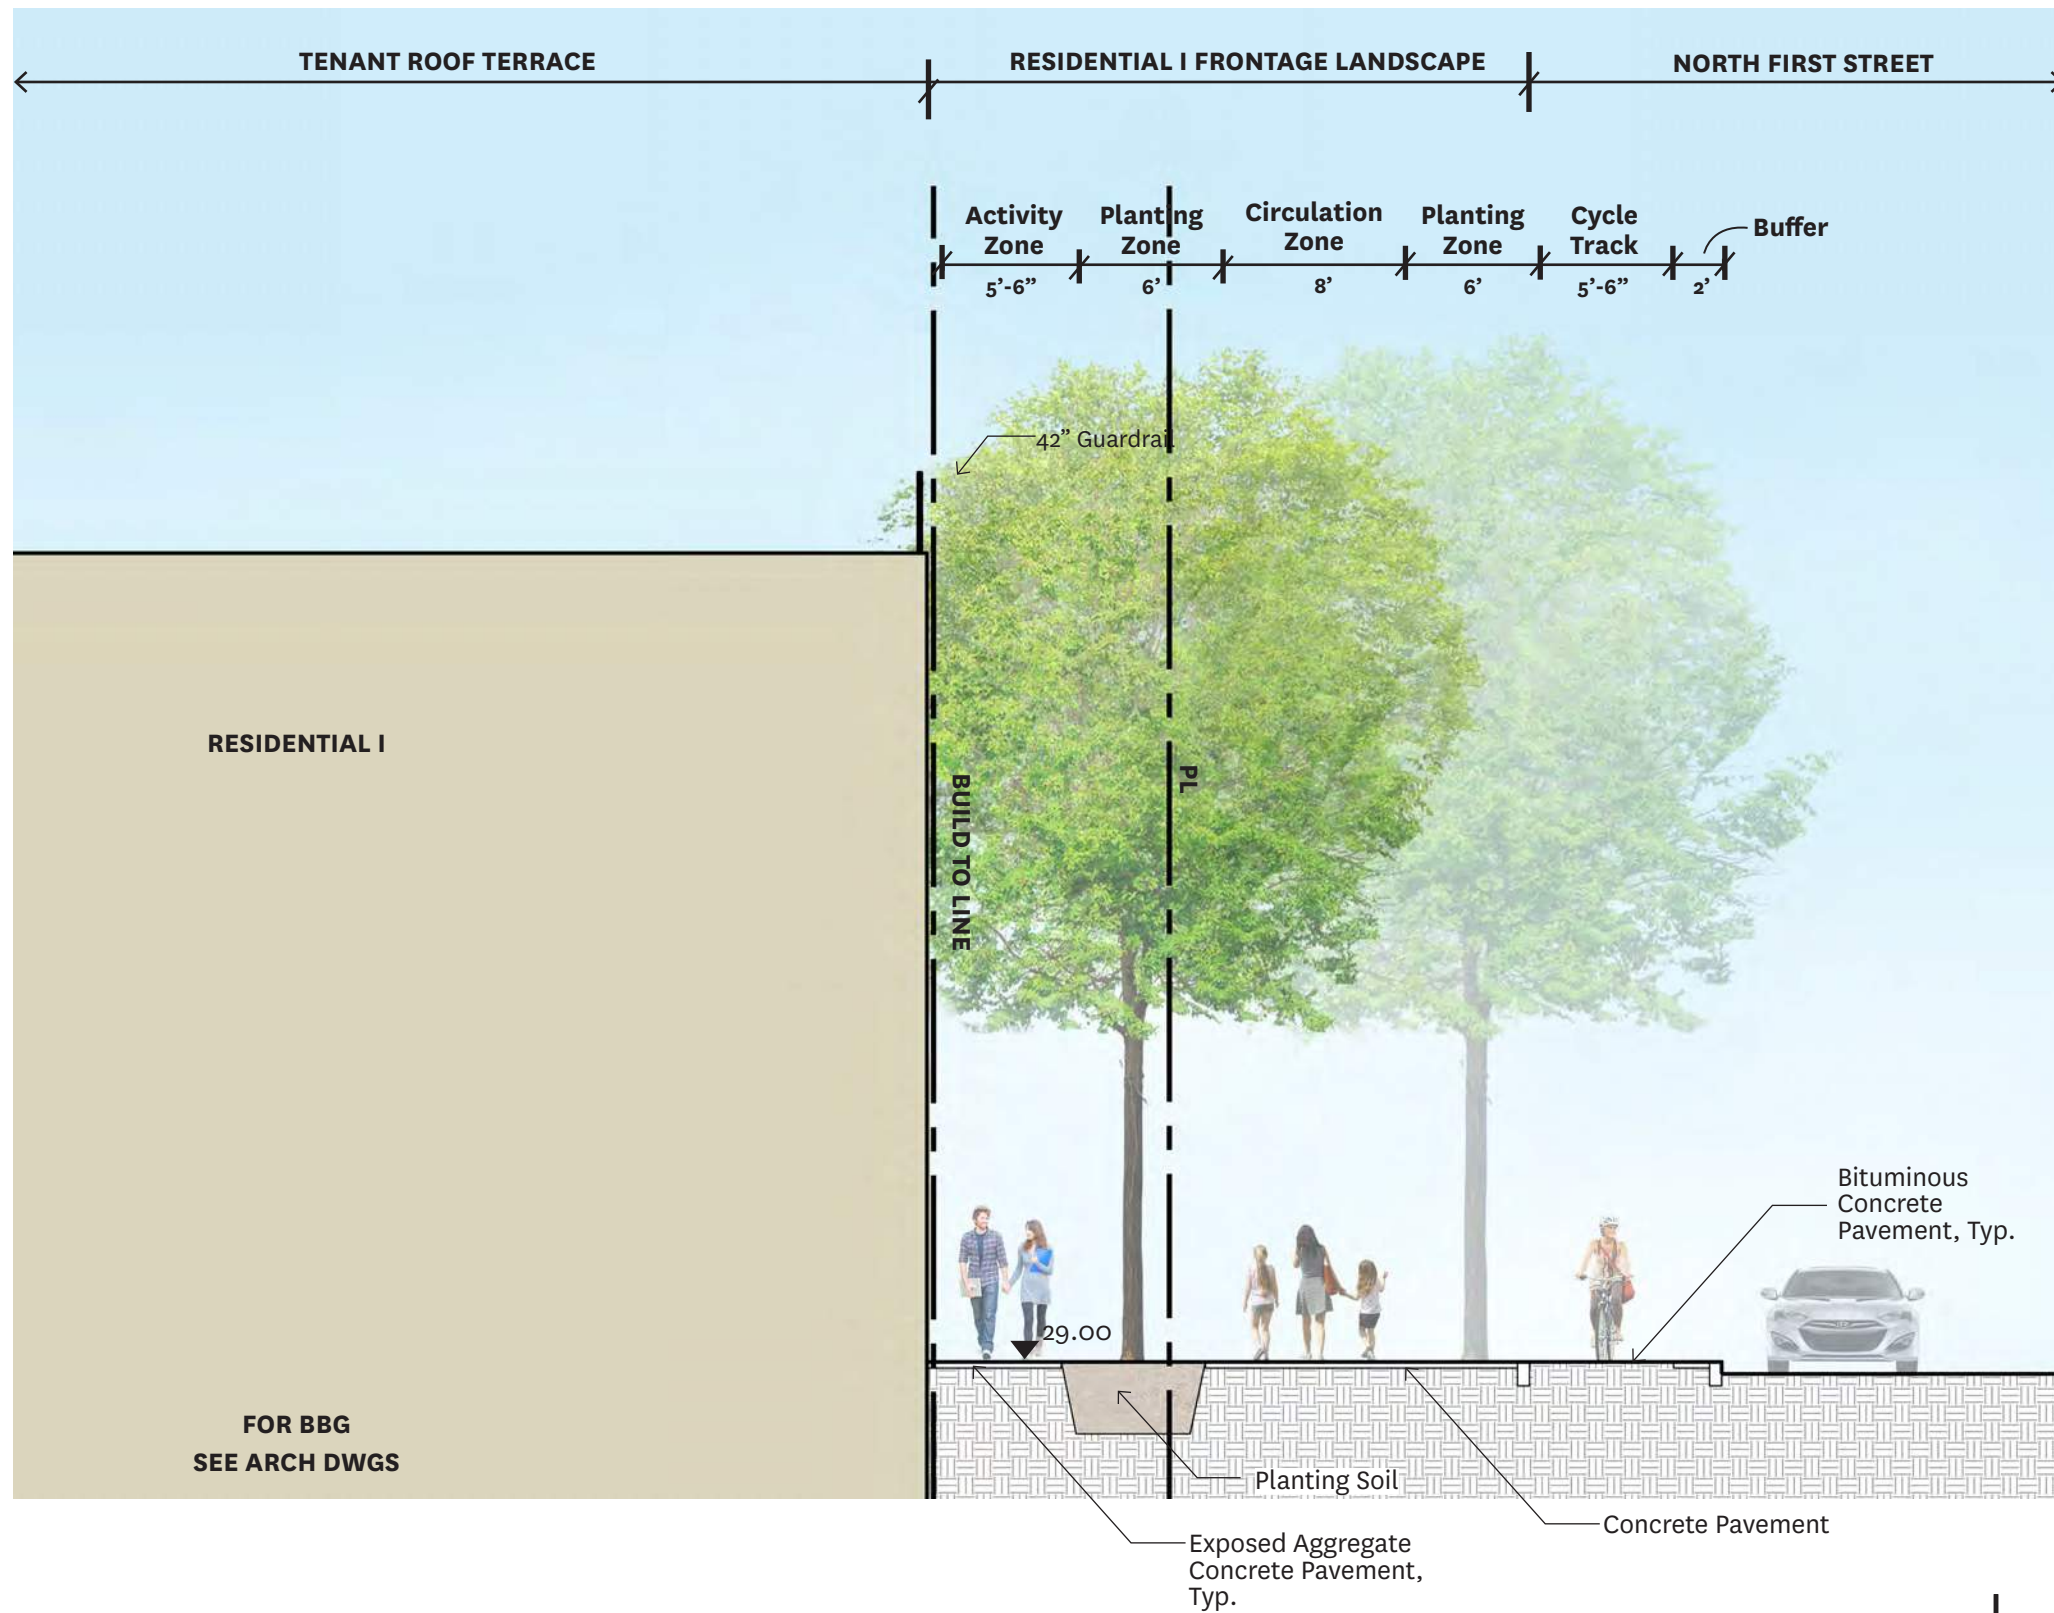 TENANT ROOF TERRACE
RESIDENTIAL I FRONTAGE LANDSCAPE
NORTH FIRST STREET
Activity
Zone
Planting
Zone
Circulation
Zone
Planting
Zone
Cycle
Track
Buffer
5’-6”
6’
8’
6’
5’-6”
2’
42” Guardrail
RESIDENTIAL I
BUILD TO LINE
PL
Bituminous
Concrete
Pavement, Typ.
29.00
FOR BBG
SEE ARCH DWGS
Planting Soil
Concrete Pavement
Exposed Aggregate
Concrete Pavement,
Typ.